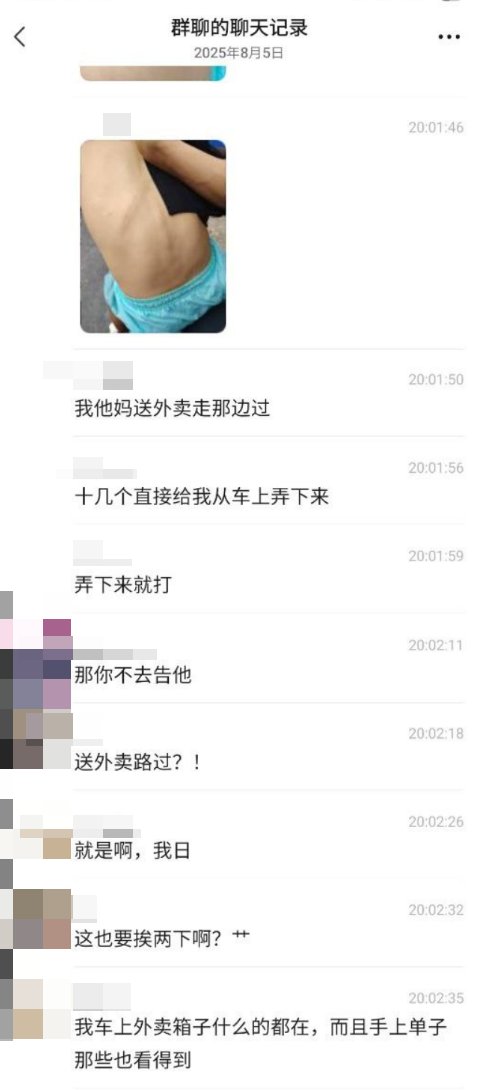 群聊的聊天记录
2025年8月5日
20:01:46
20:01:50
我他妈送外卖走那边过
20:01:56
十几个直接给我从车上弄下来
20:01:59
弄下来就打
20:02:11
那你不去告他
20:02:18
送外卖路过？！
20:02:26
就是啊，我日
20:02:32
这也要挨两下啊？艹
20:02:35
我车上外卖箱子什么的都在，而且手上单子
那些也看得到